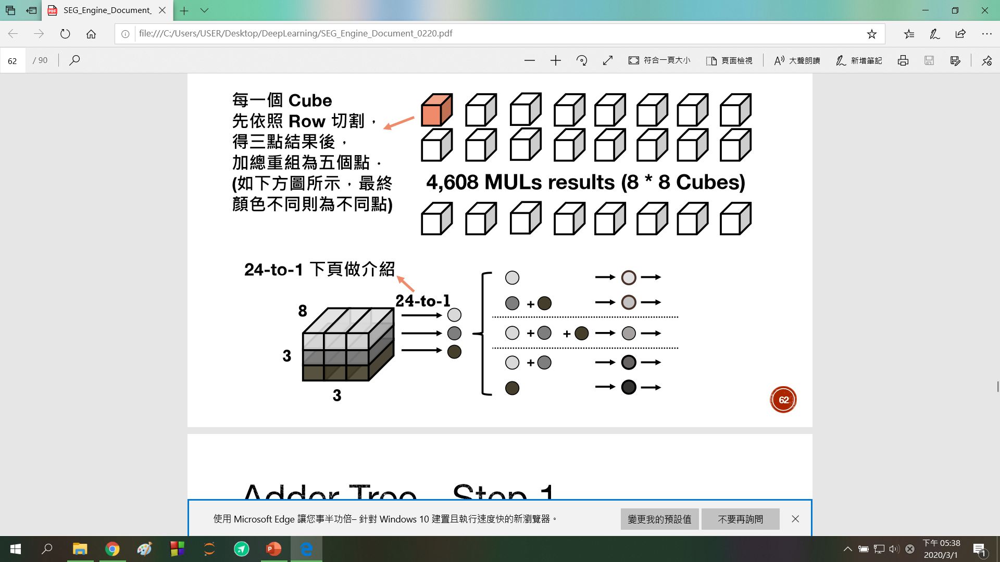 SEG_Engine_Document_
file:///C:/Users/USER/Desktop/DeepLearning/SEG_Engine_Document_0220.pdf
62 / 90
符合一頁大小
頁面檢視
大聲朗讀
新增筆記
每一個 Cube
先依照 Row 切割，
得三點結果後，
加總重組為五個點．
(如下方圖所示，最終
顏色不同則為不同點)
4,608 MULs results (8 * 8 Cubes)
24-to-1 下頁做介紹
24-to-1
8
3
3
+
+ +
+
62
Adder Tree – Step 1
使用 Microsoft Edge 讓您事半功倍– 針對 Windows 10 建置且執行速度快的新瀏覽器。
變更我的預設值
不要再詢問
下午 05:38
2020/3/1
1